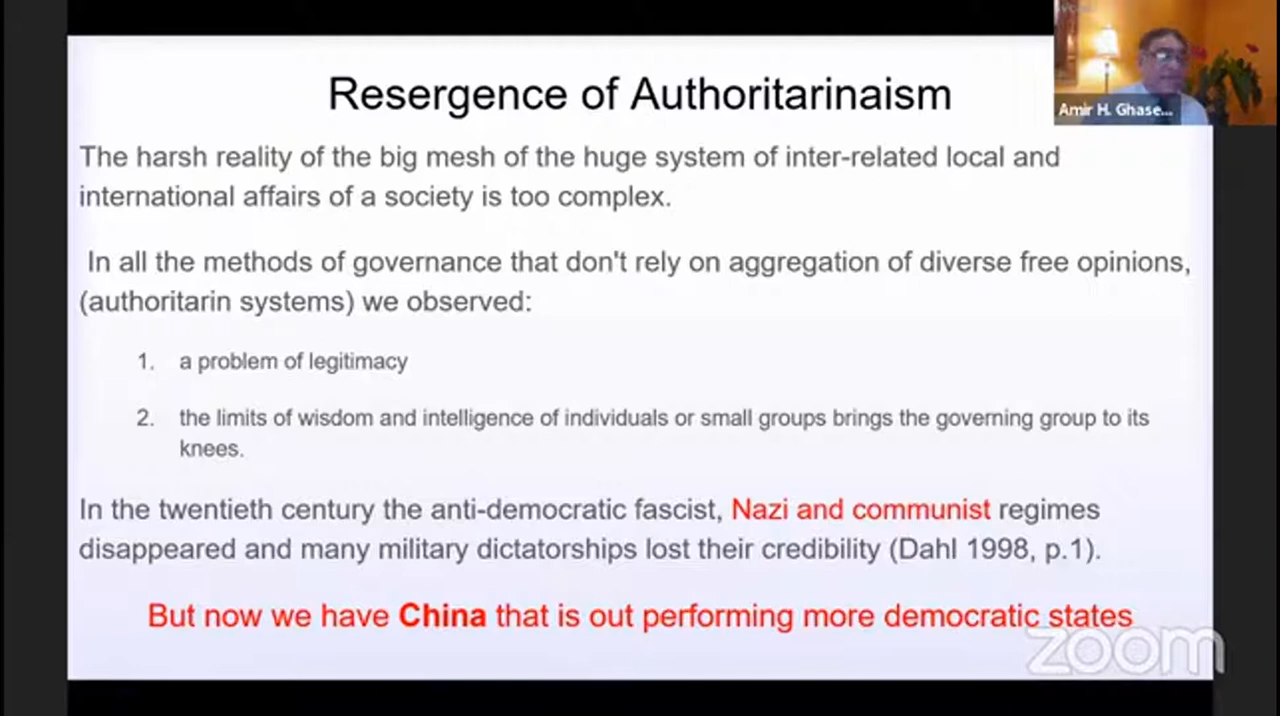 Resergence of Authoritarinaism
Amir H. Ghase...
The harsh reality of the big mesh of the huge system of inter-related local and
international affairs of a society is too complex.
In all the methods of governance that don't rely on aggregation of diverse free opinions,
(authoritarin systems) we observed:
1. a problem of legitimacy
2. the limits of wisdom and intelligence of individuals or small groups brings the governing group to its
knees.
In the twentieth century the anti-democratic fascist, Nazi and communist regimes
disappeared and many military dictatorships lost their credibility (Dahl 1998, p.1).
But now we have China that is out performing more democratic states
zoom